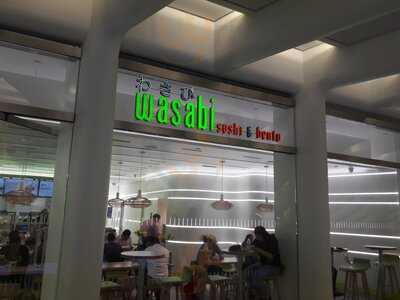 わさび
wasabi
sushi & bento